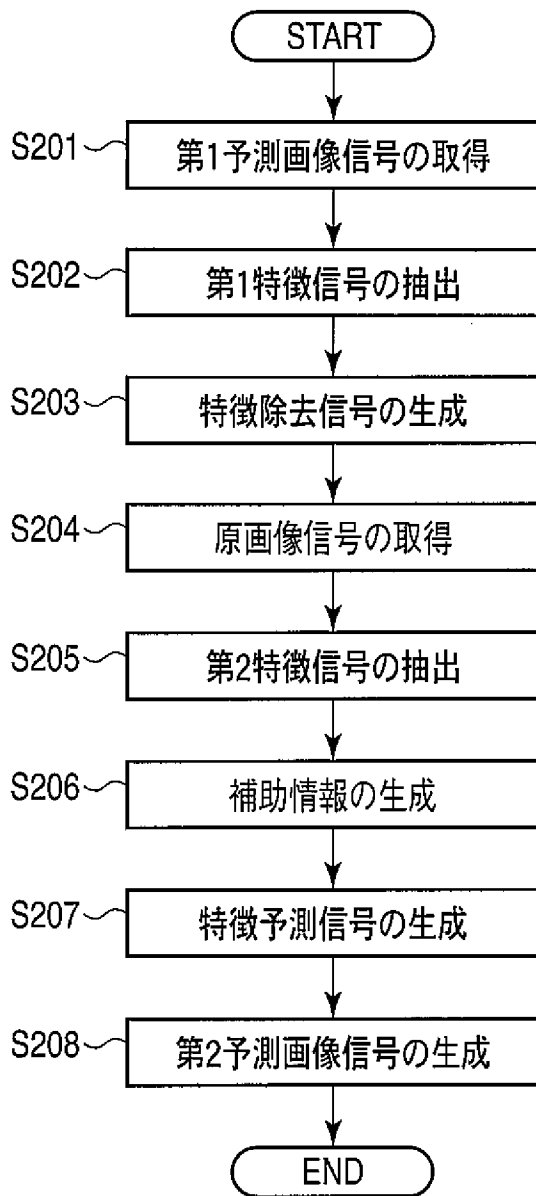 START
S201 第1予測画像信号の取得
S202 第1特徴信号の抽出
S203 特徴除去信号の生成
S204 原画像信号の取得
S205 第2特徴信号の抽出
S206 補助情報の生成
S207 特徴予測信号の生成
S208 第2予測画像信号の生成
END